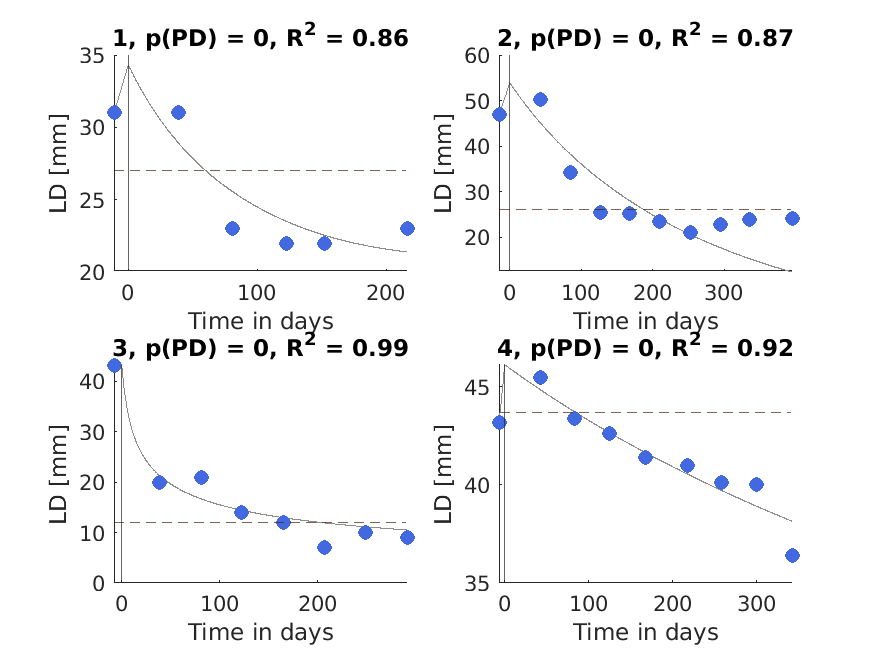 1, p(PD) = 0, R² = 0.86
35
30
25
20
LD [mm]
0 100 200
Time in days
2, p(PD) = 0, R² = 0.87
60
50
40
30
20
LD [mm]
0 100 200 300
Time in days
3, p(PD) = 0, R² = 0.99
40
30
20
10
0
LD [mm]
0 100 200
Time in days
4, p(PD) = 0, R² = 0.92
45
40
35
LD [mm]
0 100 200 300
Time in days